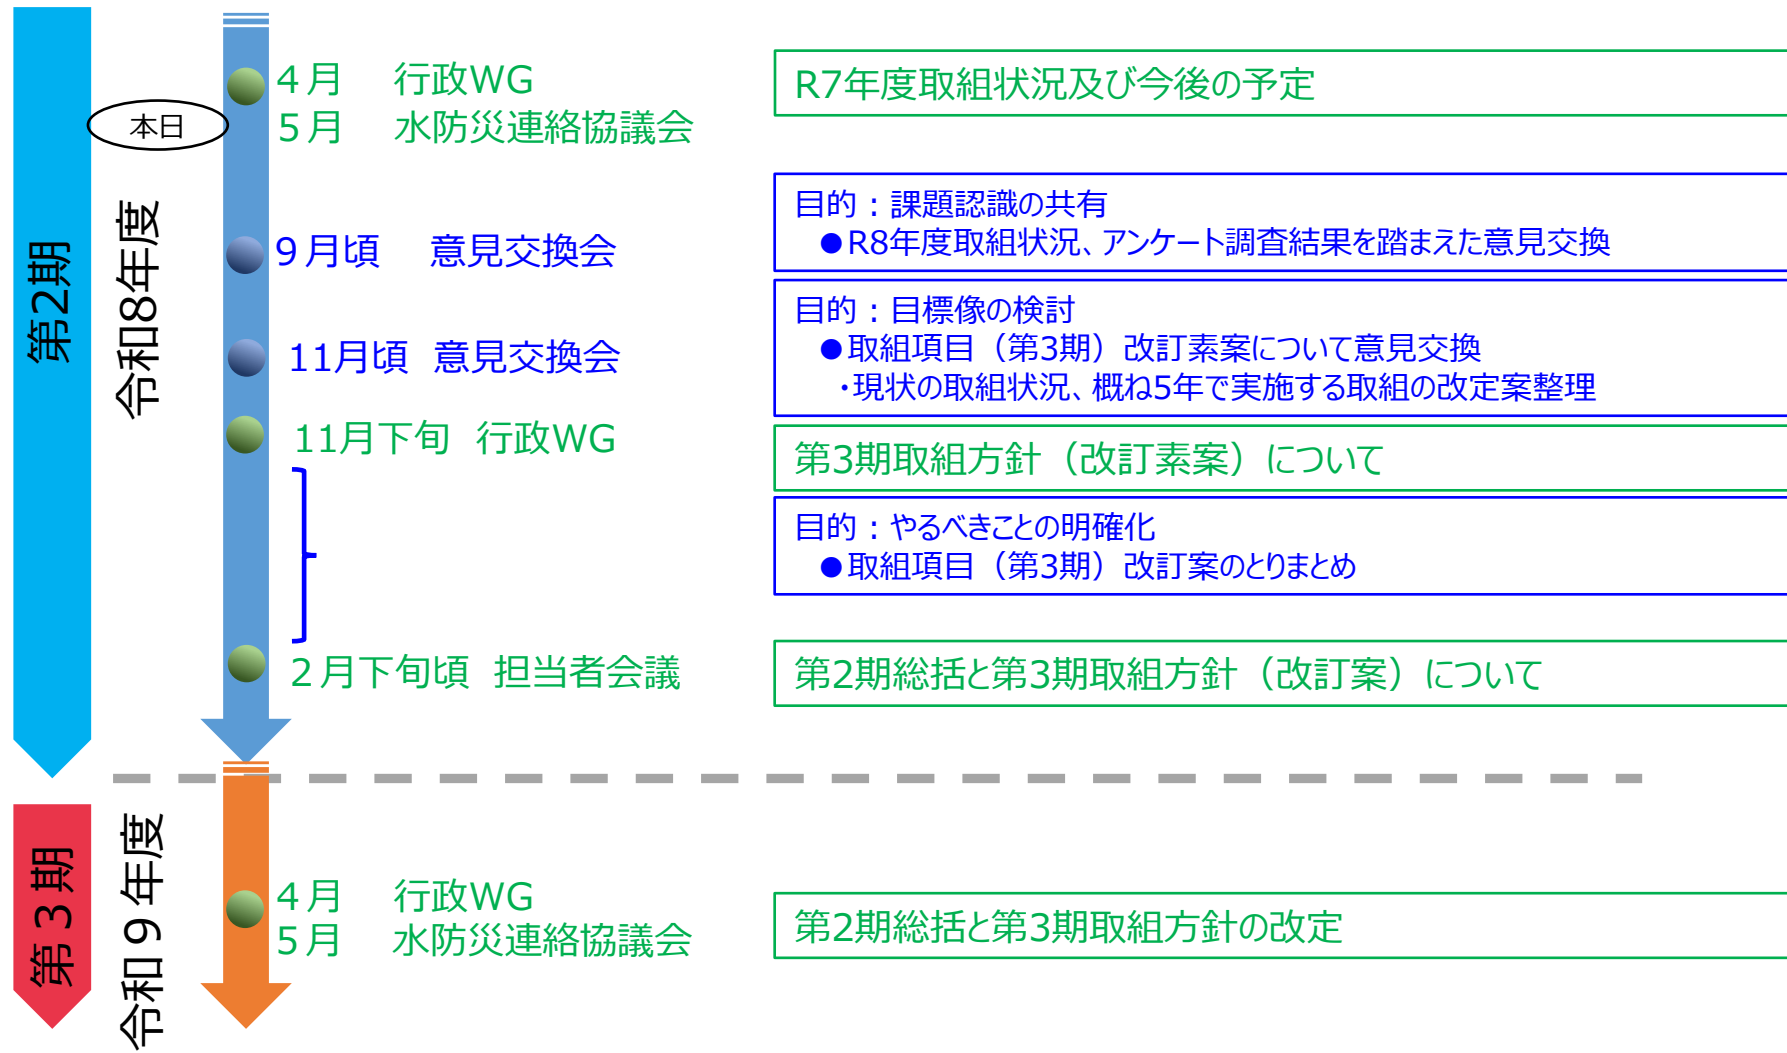 第2期
令和8年度
本日
４月　行政WG
５月　水防災連絡協議会
R7年度取組状況及び今後の予定
９月頃　意見交換会
目的：課題認識の共有
●R8年度取組状況、アンケート調査結果を踏まえた意見交換
11月頃　意見交換会
目的：目標像の検討
●取組項目（第3期）改訂素案について意見交換
・現状の取組状況、概ね5年で実施する取組の改定案整理
11月下旬　行政WG
第3期取組方針（改訂素案）について
目的：やるべきことの明確化
●取組項目（第3期）改訂案のとりまとめ
２月下旬頃　担当者会議
第2期総括と第3期取組方針（改訂案）について
第３期
令和９年度
４月　行政WG
５月　水防災連絡協議会
第2期総括と第3期取組方針の改定